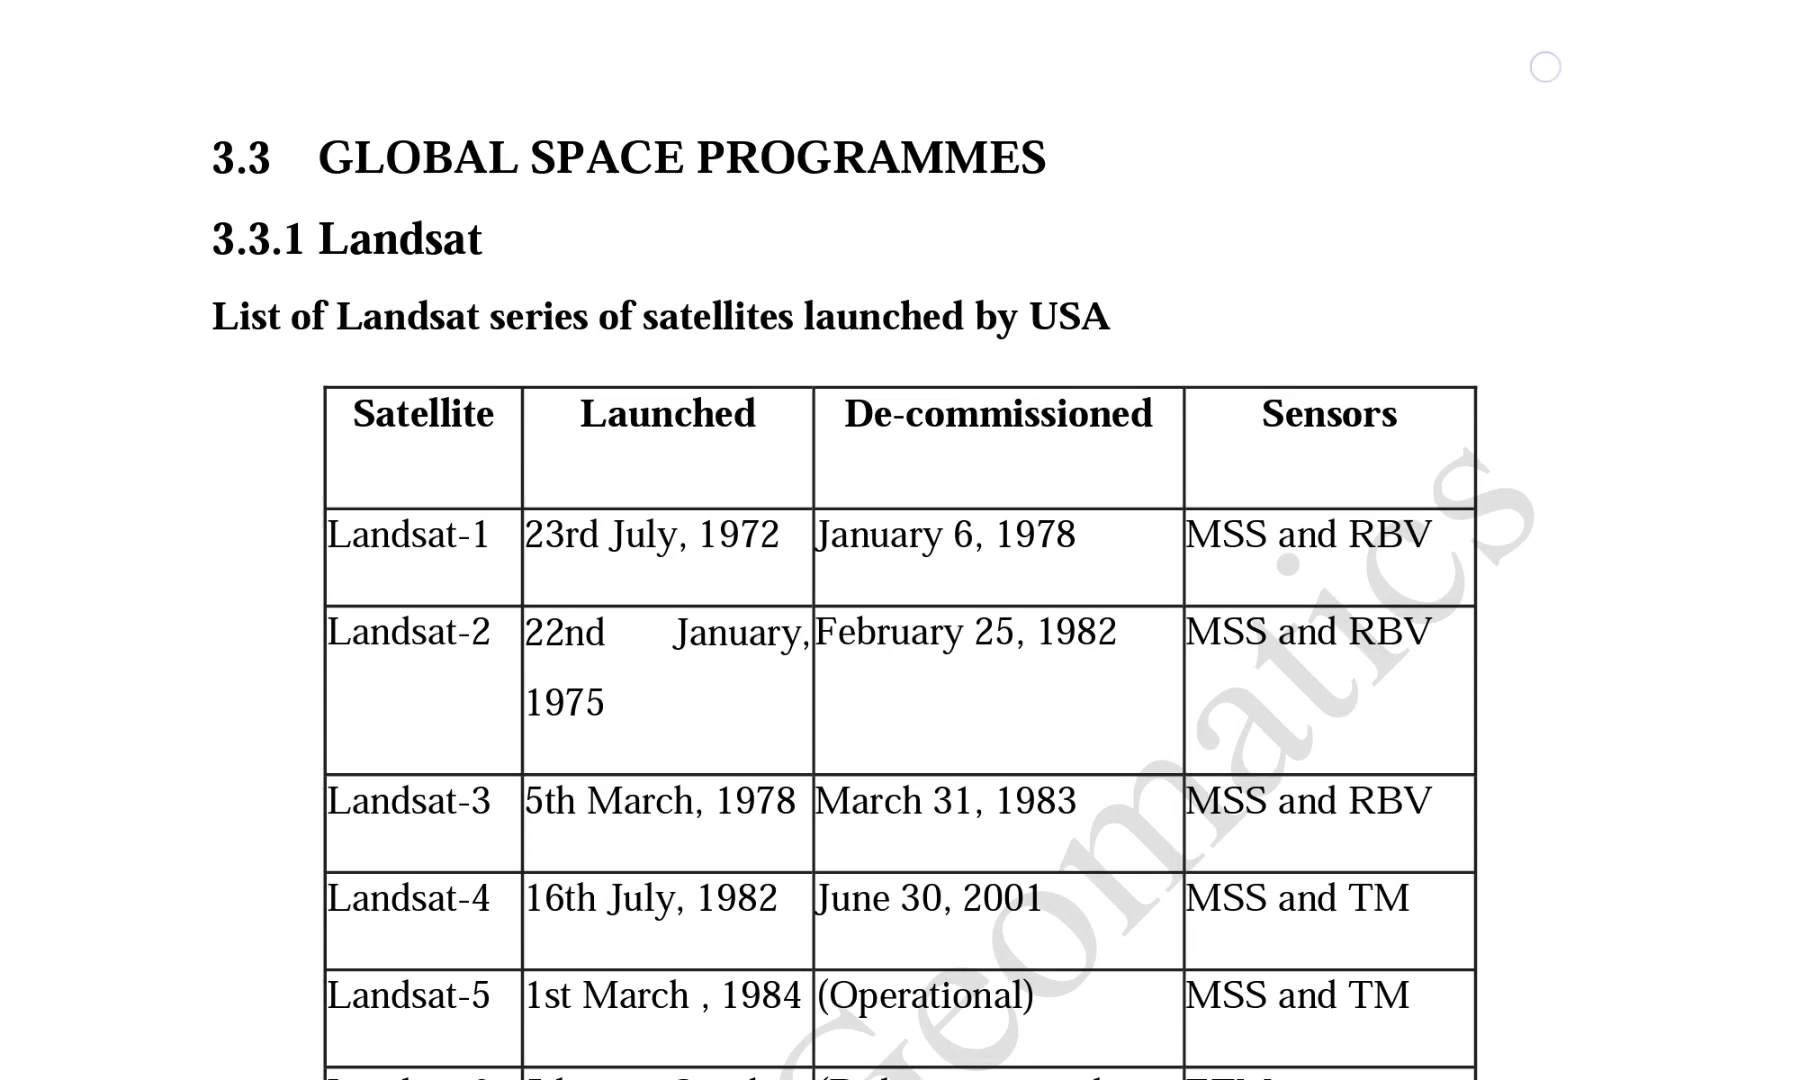 3.3 GLOBAL SPACE PROGRAMMES
3.3.1 Landsat
List of Landsat series of satellites launched by USA
Satellite Launched De-commissioned Sensors
Landsat-1 23rd July, 1972 January 6, 1978 MSS and RBV
Landsat-2 22nd January, February 25, 1982 MSS and RBV
1975
Landsat-3 5th March, 1978 March 31, 1983 MSS and RBV
Landsat-4 16th July, 1982 June 30, 2001 MSS and TM
Landsat-5 1st March , 1984 (Operational) MSS and TM
Geomatics